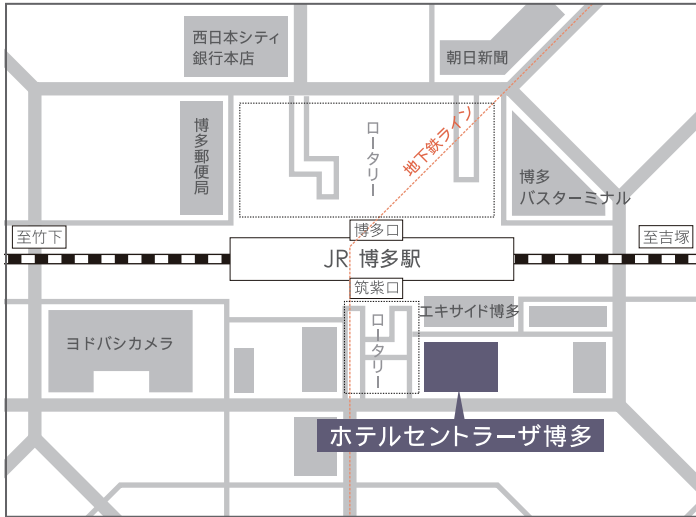 西日本シティ
銀行本店
朝日新聞
博多郵便局
ロータリー
地下鉄ライン
博多
バスターミナル
至竹下
博多口
至吉塚
JR 博多駅
筑紫口
エキサイド博多
ヨドバシカメラ
ロータリー
ホテルセントラーザ博多